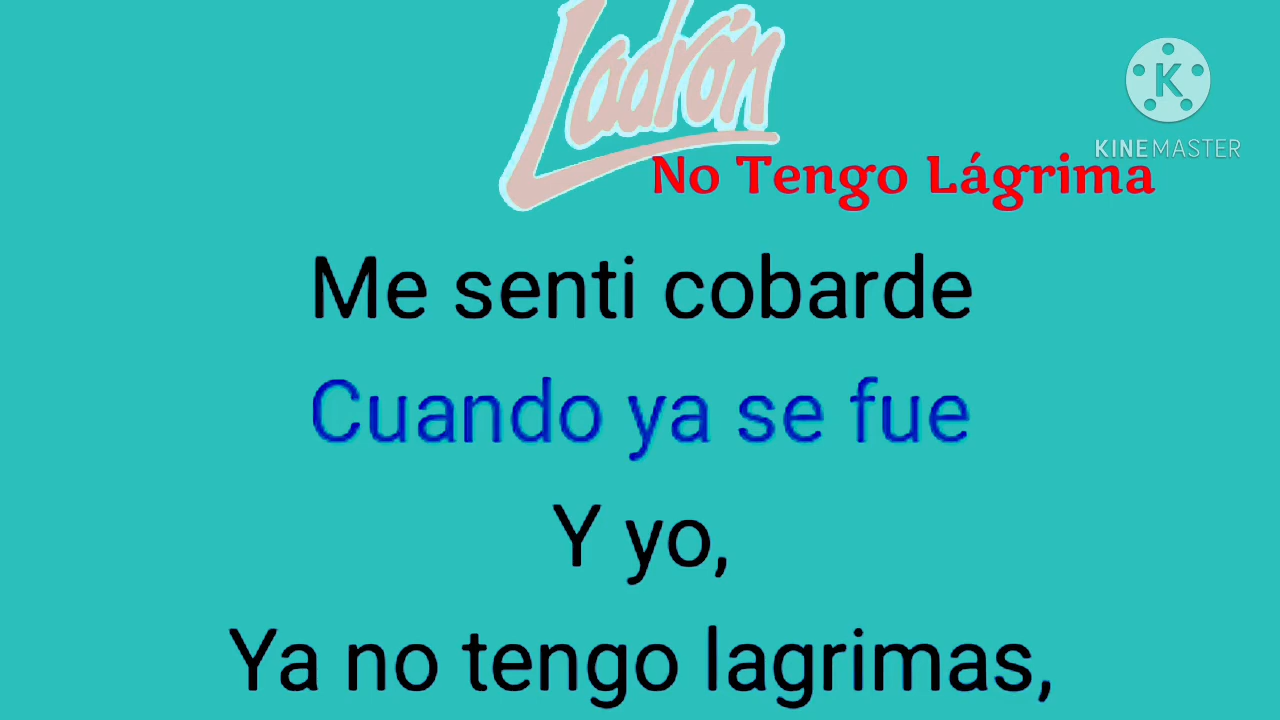 Ladrón
No Tengo Lágrima
K
KINEMASTER
Me senti cobarde
Cuando ya se fue
Y yo,
Ya no tengo lagrimas,